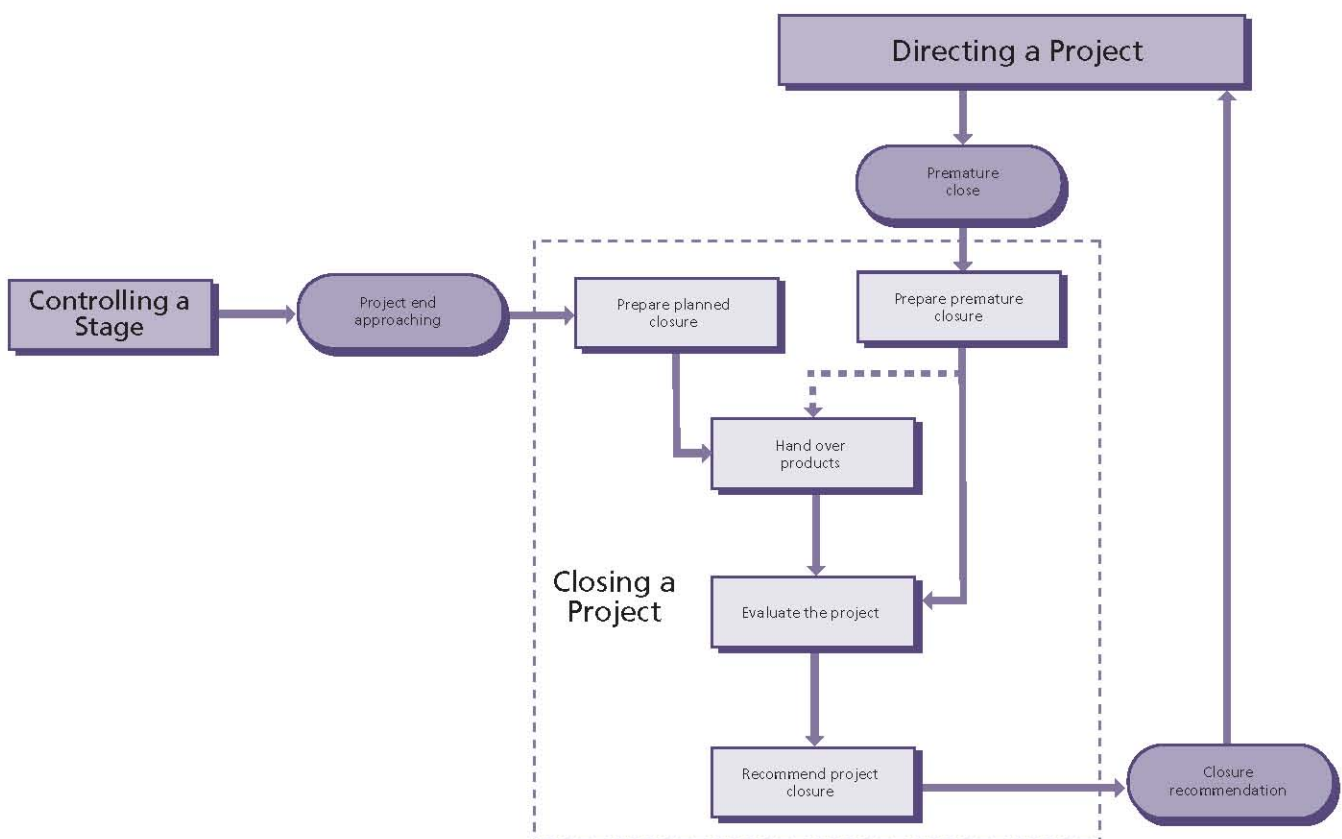 Directing a Project
Premature
close
Controlling a
Stage
Project end
approaching
Prepare planned
closure
Prepare premature
closure
Hand over
products
Closing a
Project
Evaluate the project
Recommend project
closure
Closure
recommendation